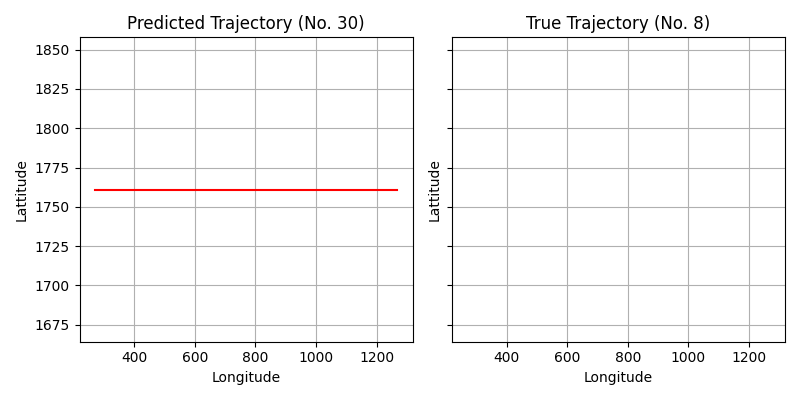 Predicted Trajectory (No. 30)
1850
1825
1800
1775
1750
1725
1700
1675
Lattitude
400 600 800 1000 1200
Longitude
True Trajectory (No. 8)
Lattitude
400 600 800 1000 1200
Longitude